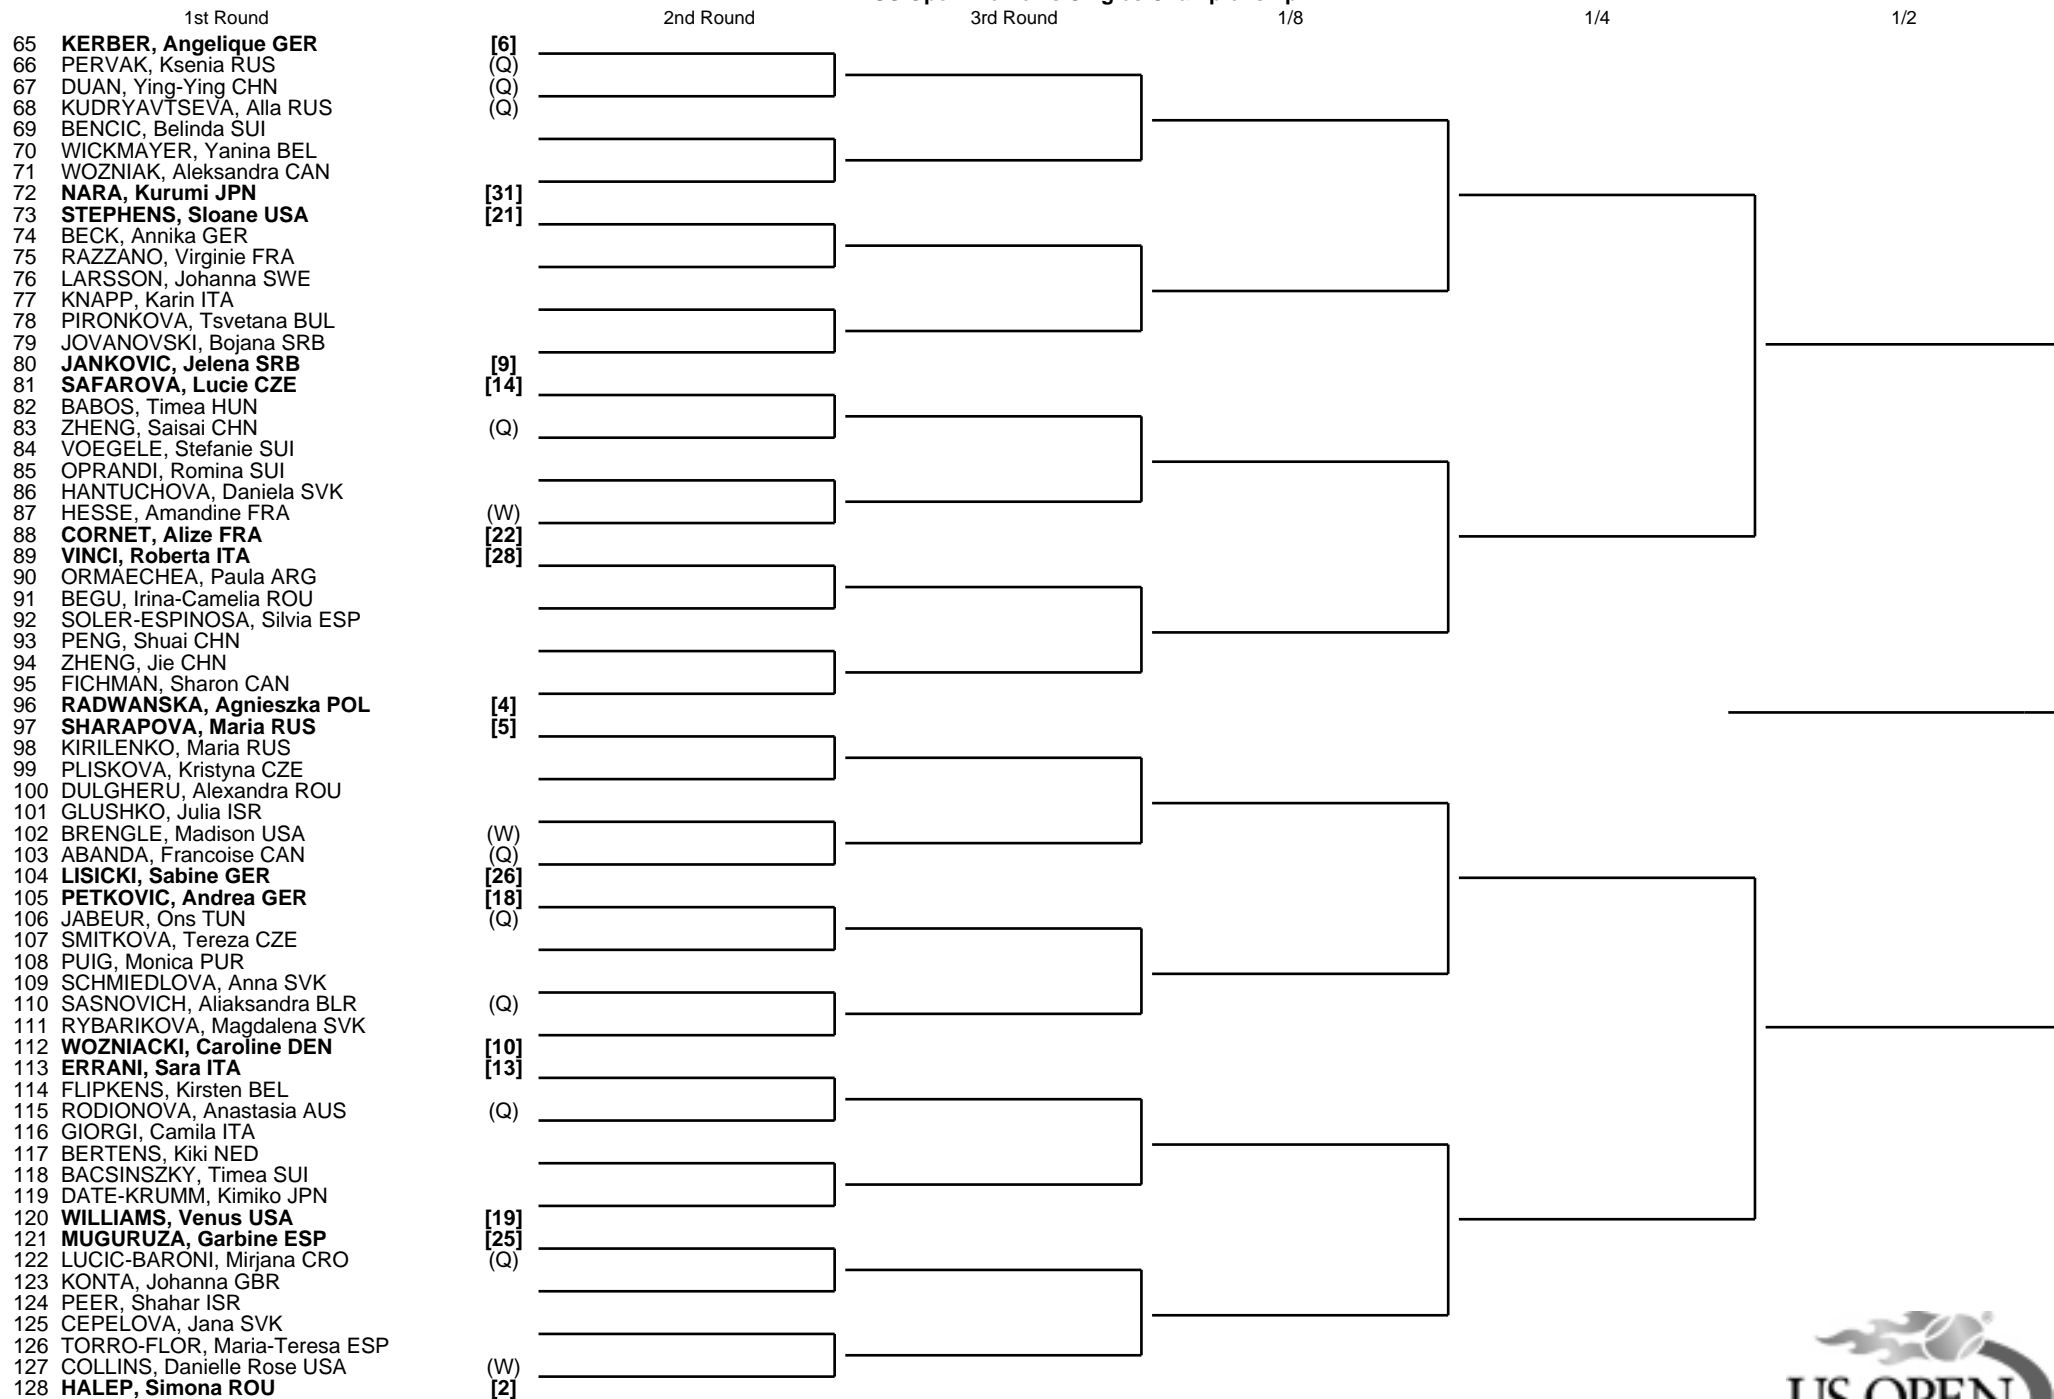 1st Round 2nd Round 3rd Round 1/8 1/4 1/2
65 KERBER, Angelique GER [6]
66 PERVAK, Ksenia RUS (Q)
67 DUAN, Ying-Ying CHN (Q)
68 KUDRYAVTSEVA, Alla RUS (Q)
69 BENCIC, Belinda SUI
70 WICKMAYER, Yanina BEL
71 WOZNIAK, Aleksandra CAN
72 NARA, Kurumi JPN [31]
73 STEPHENS, Sloane USA [21]
74 BECK, Annika GER
75 RAZZANO, Virginie FRA
76 LARSSON, Johanna SWE
77 KNAPP, Karin ITA
78 PIRONKOVA, Tsvetana BUL
79 JOVANOVSKI, Bojana SRB
80 JANKOVIC, Jelena SRB [9]
81 SAFAROVA, Lucie CZE [14]
82 BABOS, Timea HUN
83 ZHENG, Saisai CHN (Q)
84 VOEGELE, Stefanie SUI
85 OPRANDI, Romina SUI
86 HANTUCHOVA, Daniela SVK
87 HESSE, Amandine FRA (W)
88 CORNET, Alize FRA [22]
89 VINCI, Roberta ITA [28]
90 ORMAECHEA, Paula ARG
91 BEGU, Irina-Camelia ROU
92 SOLER-ESPINOSA, Silvia ESP
93 PENG, Shuai CHN
94 ZHENG, Jie CHN
95 FICHMAN, Sharon CAN
96 RADWANSKA, Agnieszka POL [4]
97 SHARAPOVA, Maria RUS [5]
98 KIRILENKO, Maria RUS
99 PLISKOVA, Kristyna CZE
100 DULGHERU, Alexandra ROU
101 GLUSHKO, Julia ISR
102 BRENGLE, Madison USA (W)
103 ABANDA, Francoise CAN (Q)
104 LISICKI, Sabine GER [26]
105 PETKOVIC, Andrea GER [18]
106 JABEUR, Ons TUN (Q)
107 SMITKOVA, Tereza CZE
108 PUIG, Monica PUR
109 SCHMIEDLOVA, Anna SVK
110 SASNOVICH, Aliaksandra BLR (Q)
111 RYBARIKOVA, Magdalena SVK
112 WOZNIACKI, Caroline DEN [10]
113 ERRANI, Sara ITA [13]
114 FLIPKENS, Kirsten BEL
115 RODIONOVA, Anastasia AUS (Q)
116 GIORGI, Camila ITA
117 BERTENS, Kiki NED
118 BACSINSZKY, Timea SUI
119 DATE-KRUMM, Kimiko JPN
120 WILLIAMS, Venus USA [19]
121 MUGURUZA, Garbine ESP [25]
122 LUCIC-BARONI, Mirjana CRO (Q)
123 KONTA, Johanna GBR
124 PEER, Shahar ISR
125 CEPELOVA, Jana SVK
126 TORRO-FLOR, Maria-Teresa ESP
127 COLLINS, Danielle Rose USA (W)
128 HALEP, Simona ROU [2]
US OPEN